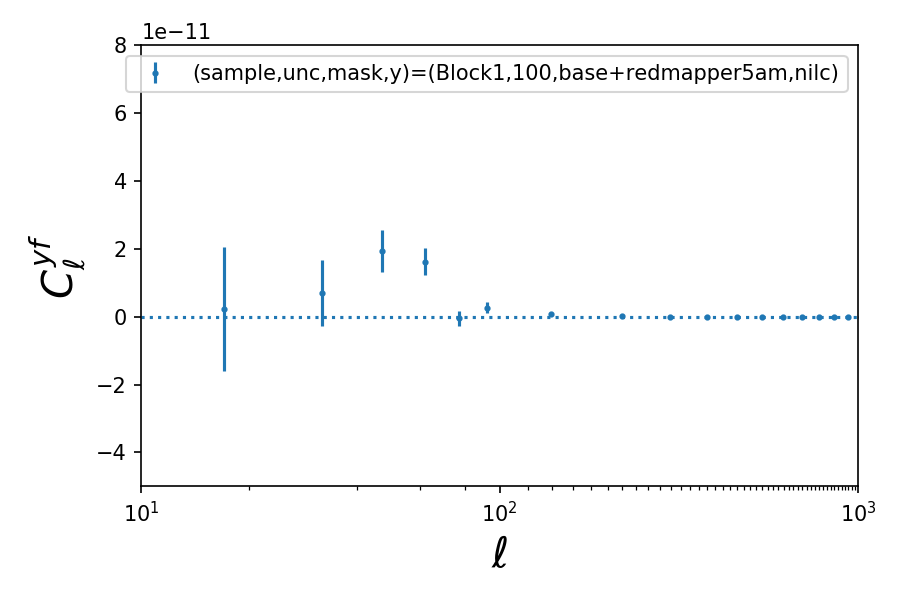 1e−11
(sample,unc,mask,y)=(Block1,100,base+redmapper5am,nilc)
8
6
4
2
0
−2
−4
C_ℓ^{yf}
10^1
10^2
10^3
ℓ